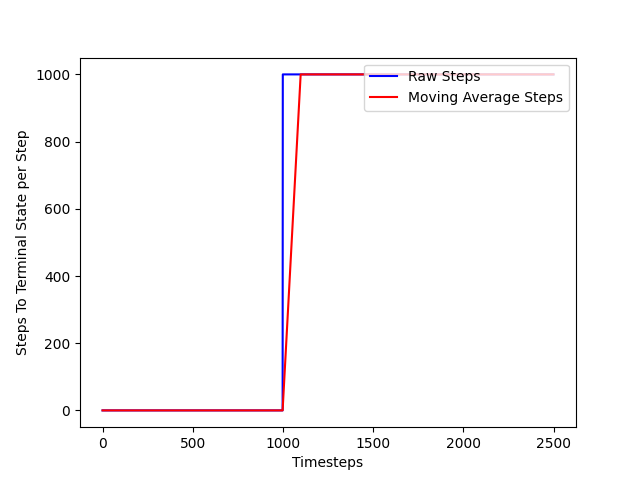 1000
800
600
400
200
0
Steps To Terminal State per Step
Raw Steps
Moving Average Steps
0 500 1000 1500 2000 2500
Timesteps